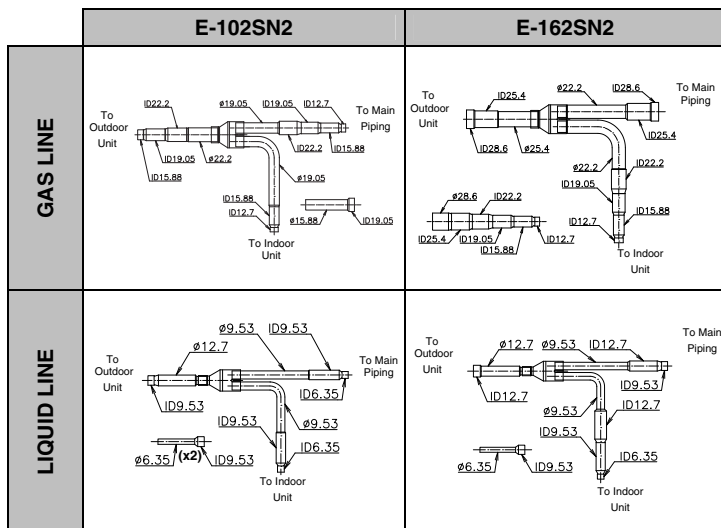 E-102SN2
E-162SN2
GAS LINE
To
Outdoor
Unit
ID22.2
ø19.05
ID19.05
ID12.7
To Main
Piping
ID19.05
ø22.2
ID22.2
ID15.88
ID15.88
ø19.05
ID15.88
ID12.7
ø15.88
ID19.05
To Indoor
Unit
To
Outdoor
Unit
ID25.4
ø22.2
ID28.6
To Main
Piping
ID28.6
ø25.4
ID25.4
ø22.2
ID22.2
ID19.05
ø28.6
ID22.2
ID15.88
ID12.7
ID25.4
ID19.05
ID15.88
ID12.7
To Indoor
Unit
LIQUID LINE
To
Outdoor
Unit
ø12.7
ø9.53
ID9.53
To Main
Piping
ID9.53
ID6.35
ID9.53
ø9.53
ø6.35
(x2)
ID9.53
ID6.35
To Indoor
Unit
To
Outdoor
Unit
ø12.7
ø9.53
ID12.7
To Main
Piping
ID12.7
ID9.53
ø9.53
ID12.7
ID9.53
ø6.35
ID9.53
ID6.35
To Indoor
Unit